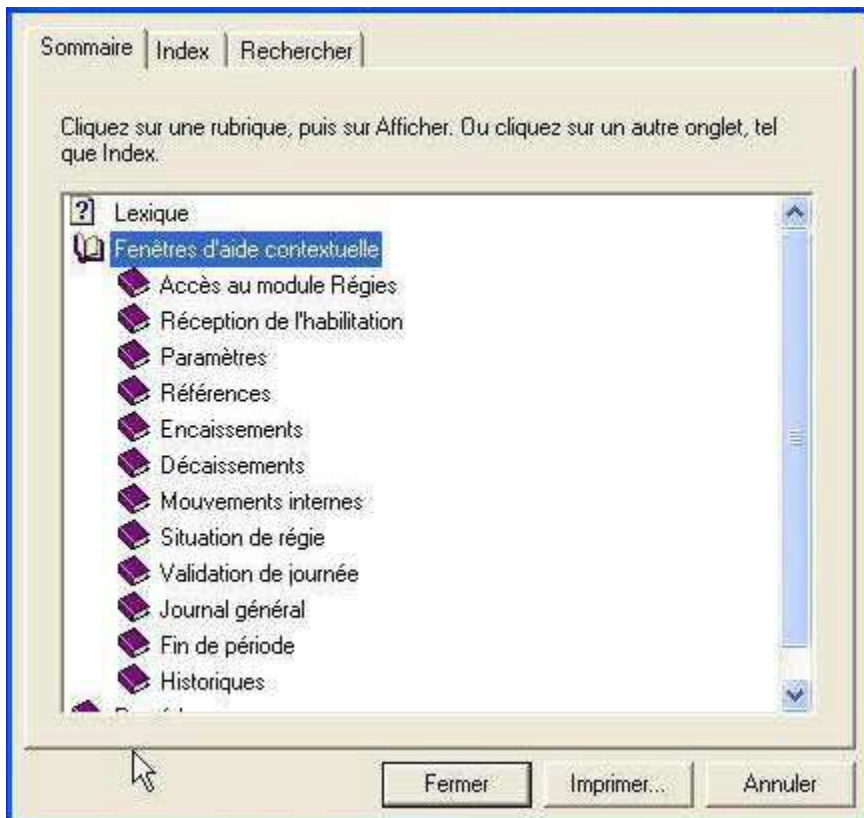 Sommaire Index Rechercher
Cliquez sur une rubrique, puis sur Afficher. Ou cliquez sur un autre onglet, tel
que Index.
Lexique
Fenêtres d'aide contextuelle
Accès au module Régies
Réception de l'habilitation
Paramètres
Références
Encaissements
Décaissements
Mouvements internes
Situation de régie
Validation de journée
Journal général
Fin de période
Historiques
Fermer Imprimer... Annuler